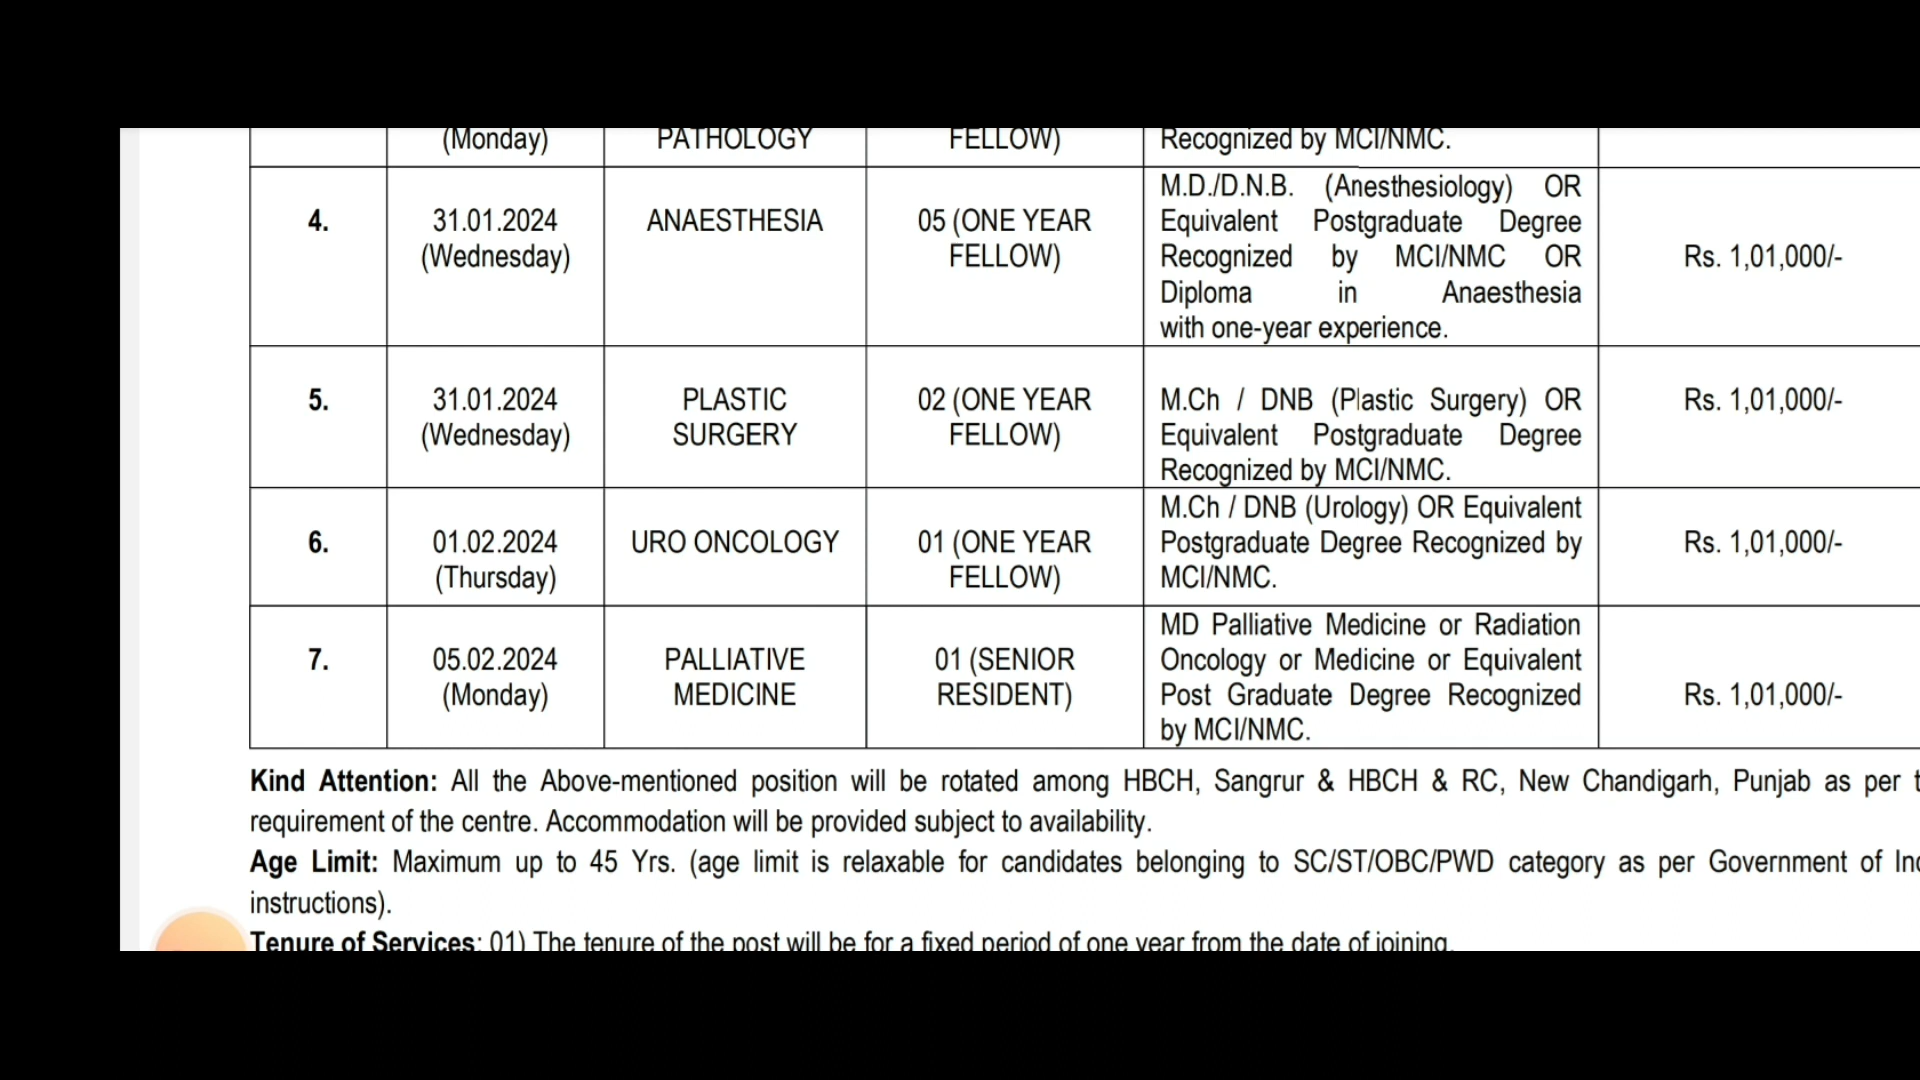 (Monday) PATHOLOGY FELLOW) Recognized by MCI/NMC.
4. 31.01.2024 (Wednesday) ANAESTHESIA 05 (ONE YEAR FELLOW) M.D./D.N.B. (Anesthesiology) OR
Equivalent Postgraduate Degree
Recognized by MCI/NMC OR
Diploma in Anaesthesia
with one-year experience. Rs. 1,01,000/-
5. 31.01.2024 (Wednesday) PLASTIC SURGERY 02 (ONE YEAR FELLOW) M.Ch / DNB (Plastic Surgery) OR
Equivalent Postgraduate Degree
Recognized by MCI/NMC. Rs. 1,01,000/-
6. 01.02.2024 (Thursday) URO ONCOLOGY 01 (ONE YEAR FELLOW) M.Ch / DNB (Urology) OR Equivalent
Postgraduate Degree Recognized by
MCI/NMC. Rs. 1,01,000/-
7. 05.02.2024 (Monday) PALLIATIVE MEDICINE 01 (SENIOR RESIDENT) MD Palliative Medicine or Radiation
Oncology or Medicine or Equivalent
Post Graduate Degree Recognized
by MCI/NMC. Rs. 1,01,000/-
Kind Attention: All the Above-mentioned position will be rotated among HBCH, Sangrur & HBCH & RC, New Chandigarh, Punjab as per
requirement of the centre. Accommodation will be provided subject to availability.
Age Limit: Maximum up to 45 Yrs. (age limit is relaxable for candidates belonging to SC/ST/OBC/PWD category as per Government of
instructions).
Tenure of Services: 01) The tenure of the post will be for a fixed period of one year from the date of joining.